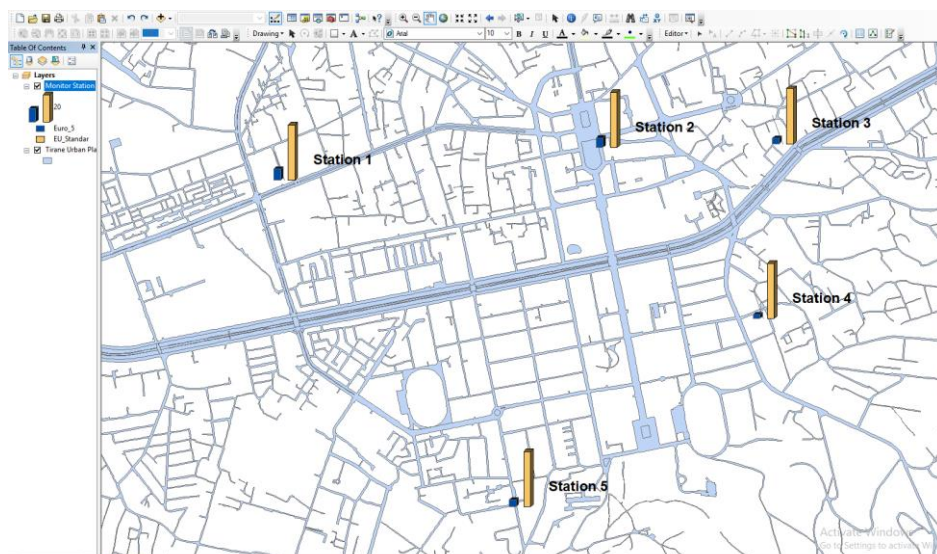 Drawing
Arial
10
B I U A
Editor
Table Of Contents
Layers
Monitor Station
20
Euro_5
EU_Standar
Tirane Urban Pla
Station 1
Station 2
Station 3
Station 4
Station 5
Activate Windows
Go to Settings to activate Wi